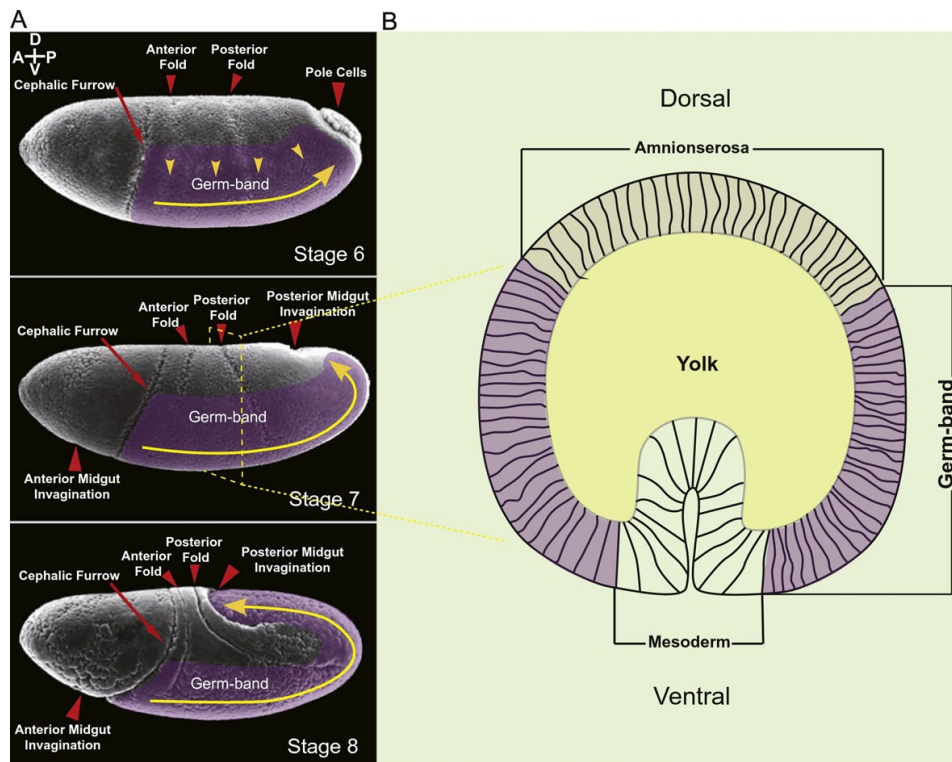 A
D
A P
V
Anterior
Fold
Posterior
Fold
Pole Cells
Cephalic Furrow
Germ-band
Stage 6
Anterior
Fold
Posterior
Fold
Posterior Midgut
Invagination
Cephalic Furrow
Germ-band
Anterior Midgut
Invagination
Stage 7
Anterior
Fold
Posterior
Fold
Posterior Midgut
Invagination
Cephalic Furrow
Germ-band
Anterior Midgut
Invagination
Stage 8
B
Dorsal
Amnionserosa
Yolk
Germ-band
Mesoderm
Ventral